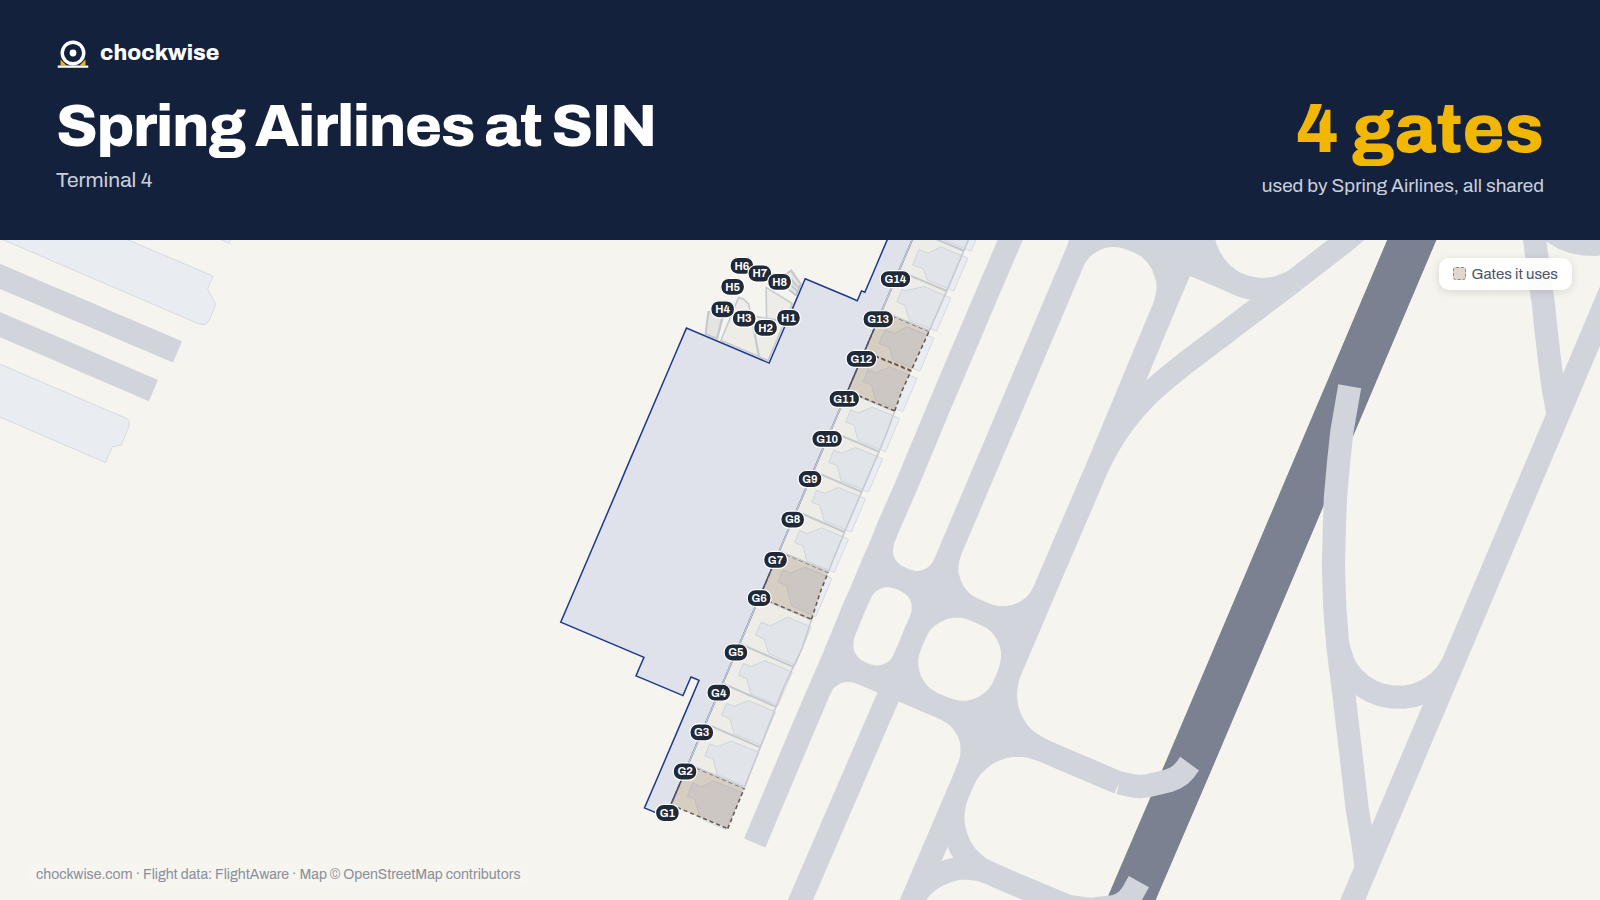 chockwise
Spring Airlines at SIN
Terminal 4
4 gates
used by Spring Airlines, all shared
Gates it uses
H6
H7
H8
H5
H4
H3
H2
H1
G14
G13
G12
G11
G10
G9
G8
G7
G6
G5
G4
G3
G2
G1
chockwise.com · Flight data: FlightAware · Map © OpenStreetMap contributors